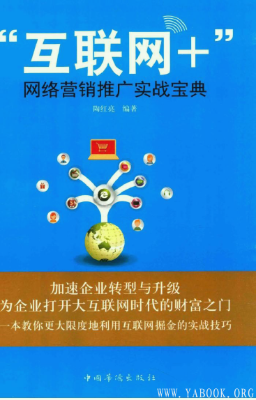 “互联网+”
网络营销推广实战宝典
陶红亮 编著
加速企业转型与升级
为企业打开大互联网时代的财富之门
一本教你更大限度地利用互联网掘金的实战技巧
中国华侨出版社
WWW.YABOOK.ORG